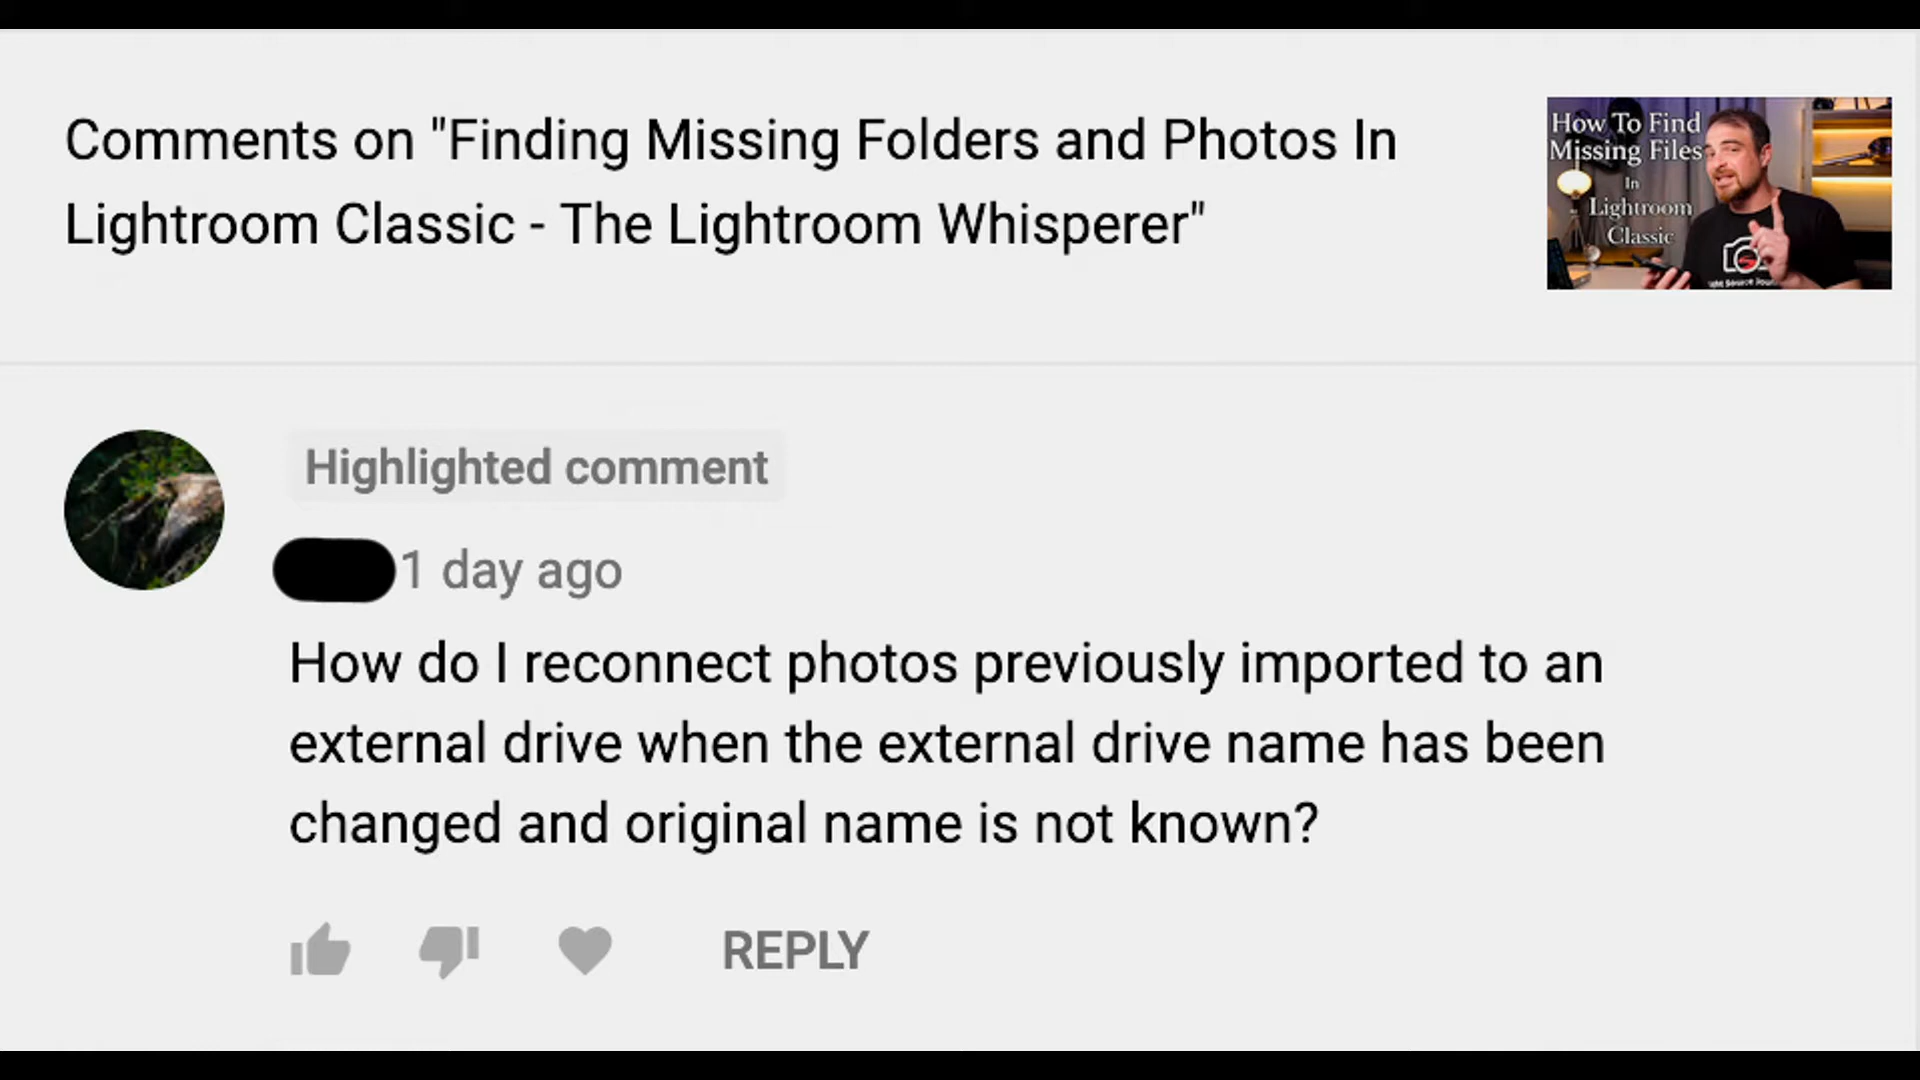 Comments on "Finding Missing Folders and Photos In
Lightroom Classic - The Lightroom Whisperer"
How To Find
Missing Files
In
Lightroom
Classic
Highlighted comment
1 day ago
How do I reconnect photos previously imported to an
external drive when the external drive name has been
changed and original name is not known?
REPLY